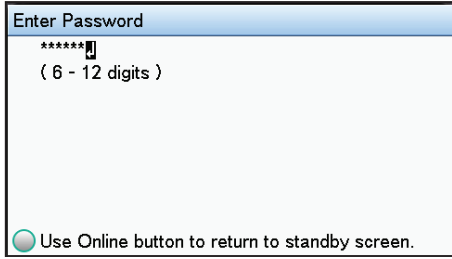 Enter Password
******↲
( 6 - 12 digits )
Use Online button to return to standby screen.